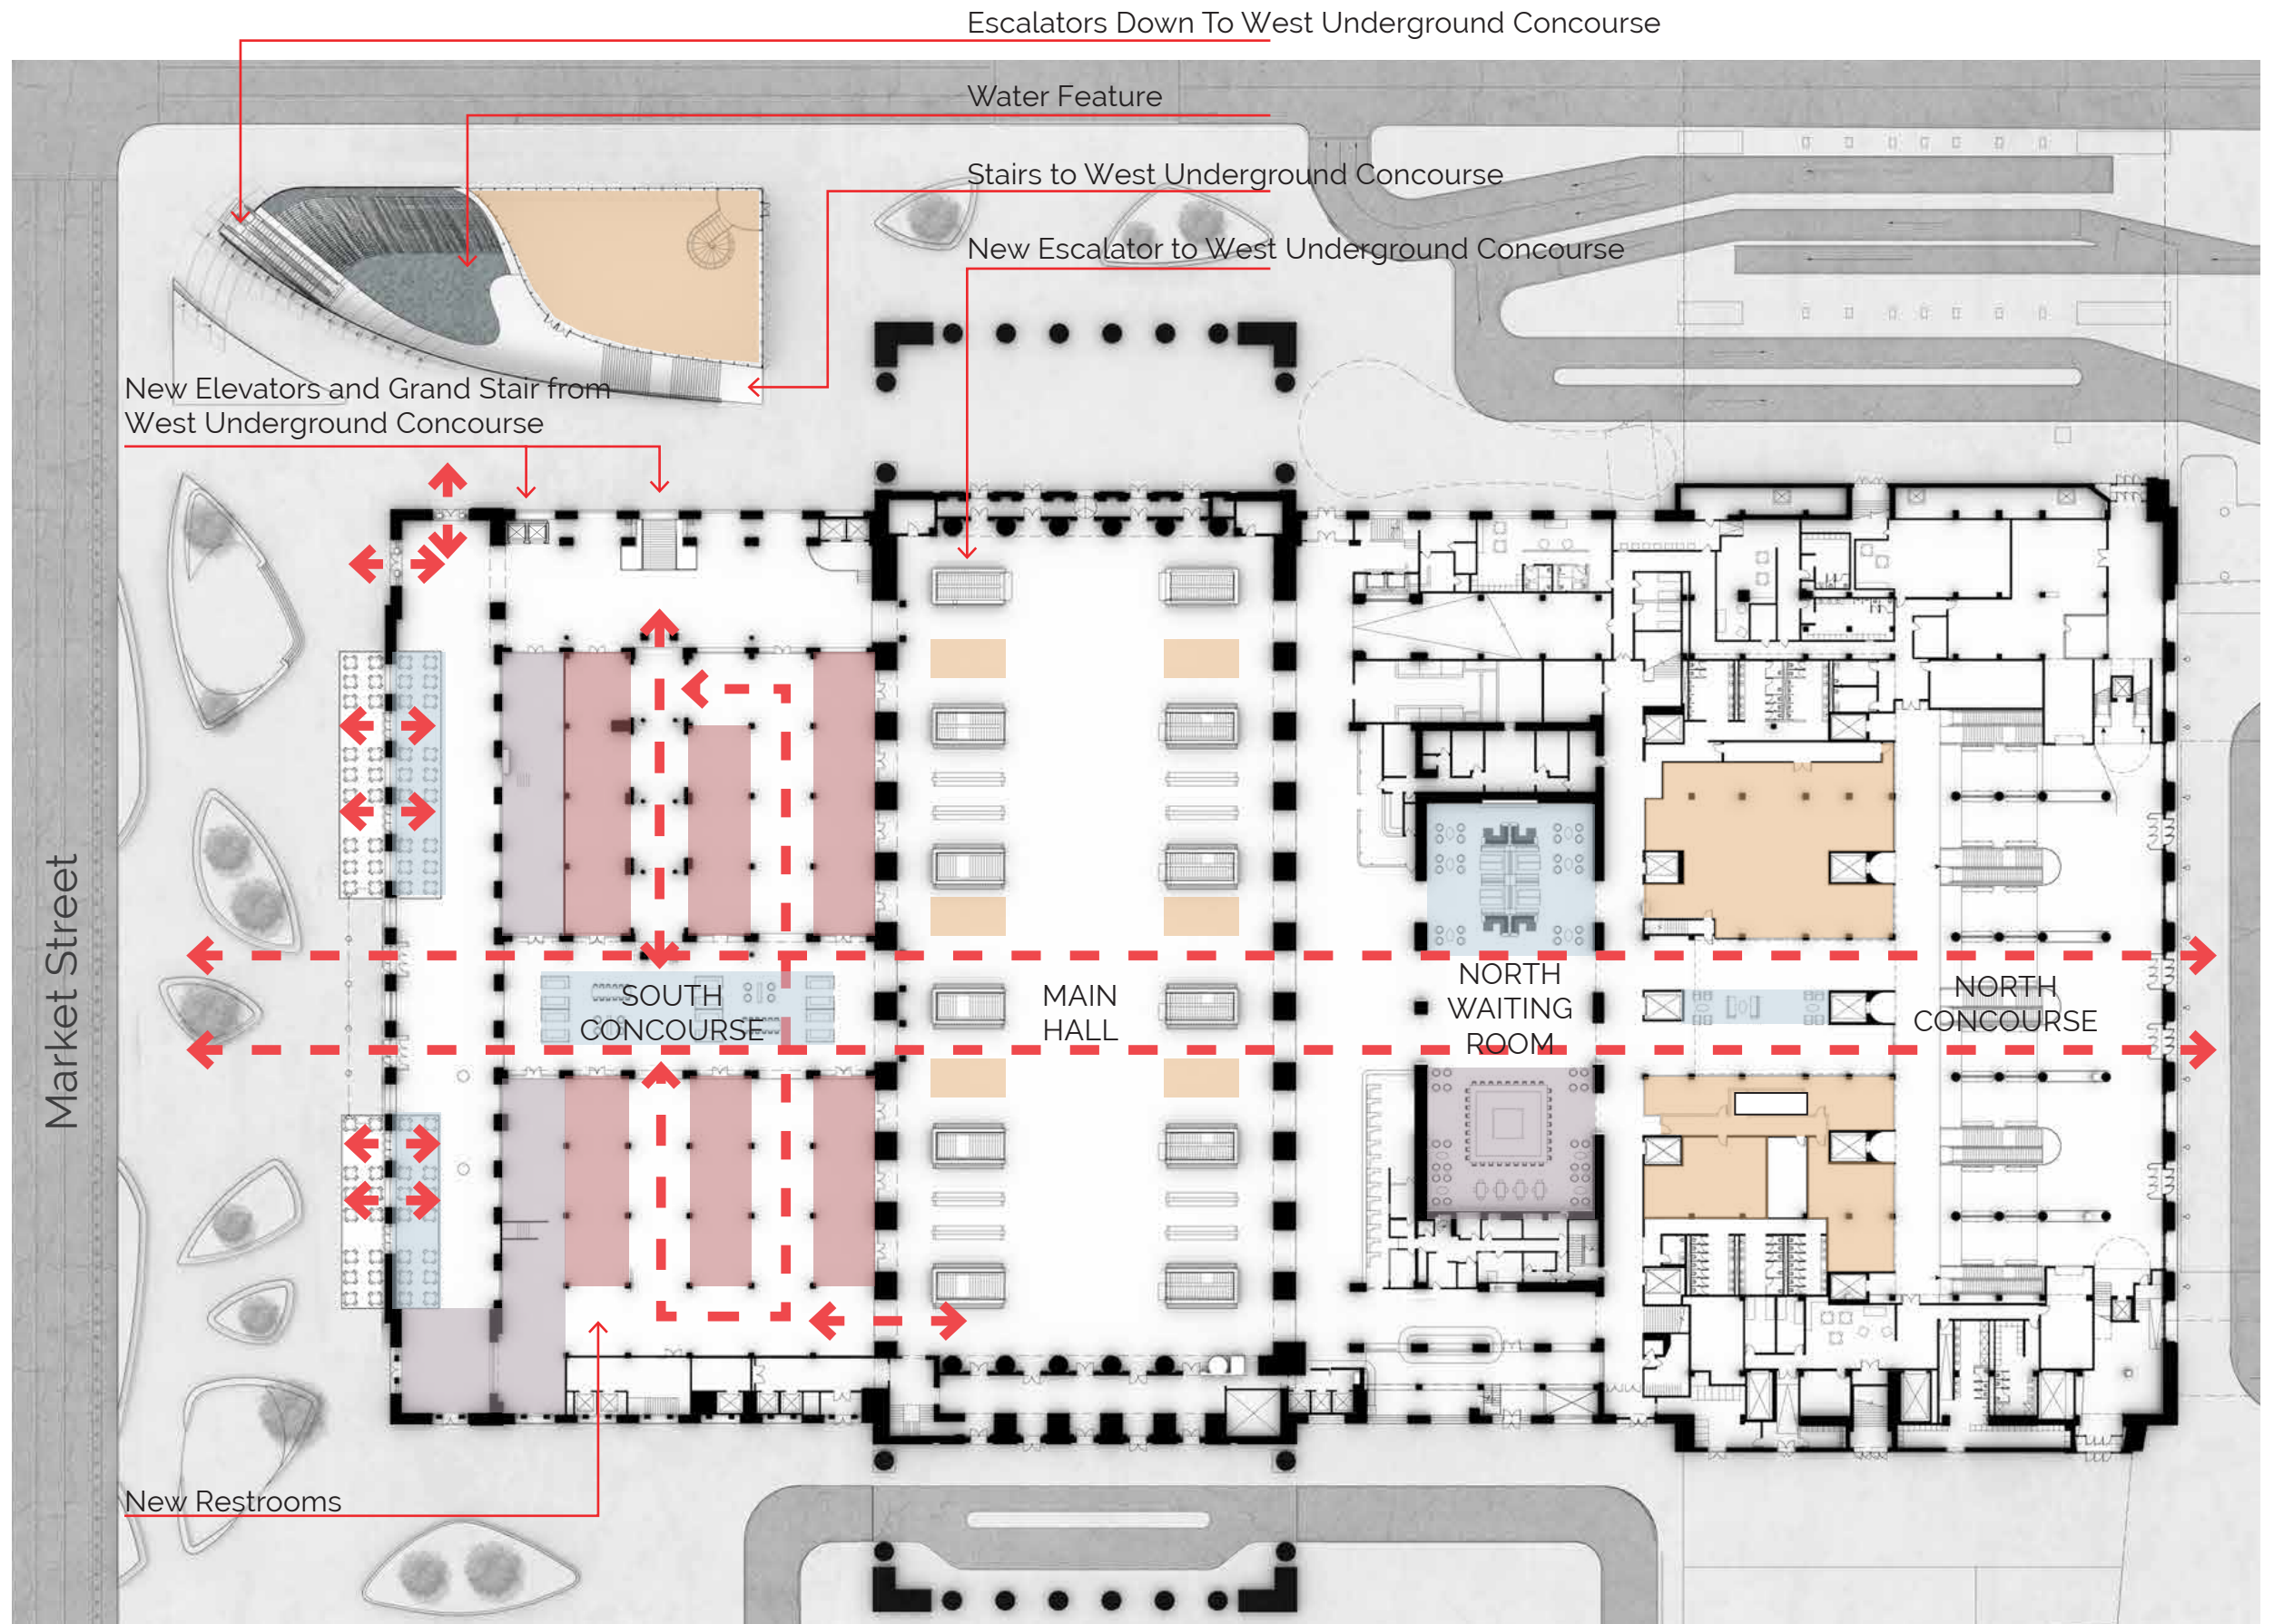 Escalators Down To West Underground Concourse
Water Feature
Stairs to West Underground Concourse
New Escalator to West Underground Concourse
New Elevators and Grand Stair from
West Underground Concourse
Market Street
SOUTH
CONCOURSE
MAIN
HALL
NORTH
WAITING
ROOM
NORTH
CONCOURSE
New Restrooms